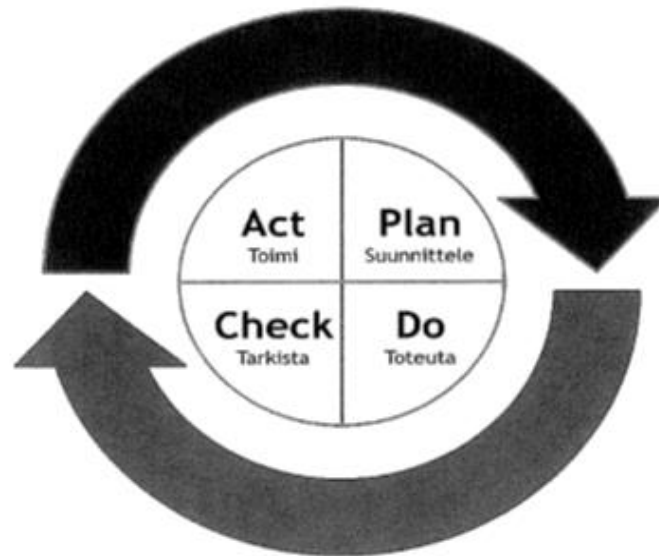 Act
Toimi
Plan
Suunnittele
Check
Tarkista
Do
Toteuta